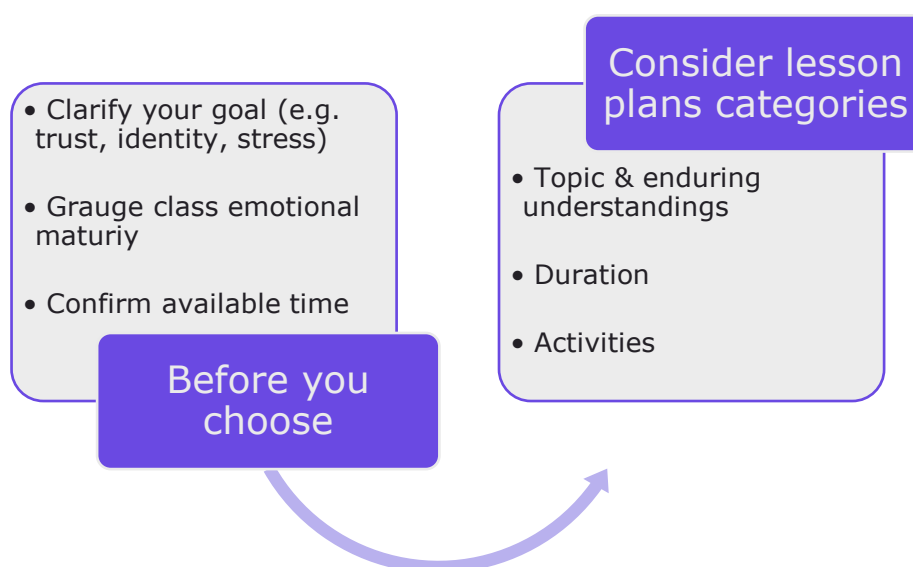 • Clarify your goal (e.g.
trust, identity, stress)
• Grauge class emotional
maturiy
• Confirm available time
Before you
choose
Consider lesson
plans categories
• Topic & enduring
understandings
• Duration
• Activities